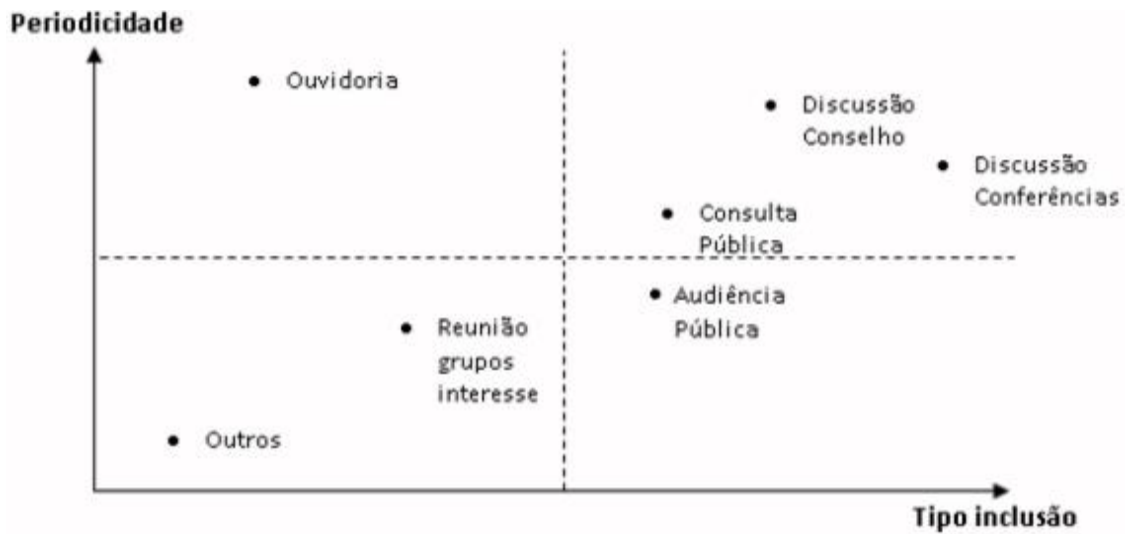 Periodicidade
Ouvidoria
Discussão
Conselho
Discussão
Conferências
Consulta
Pública
Audiência
Pública
Reunião
grupos
interesse
Outros
Tipo inclusão